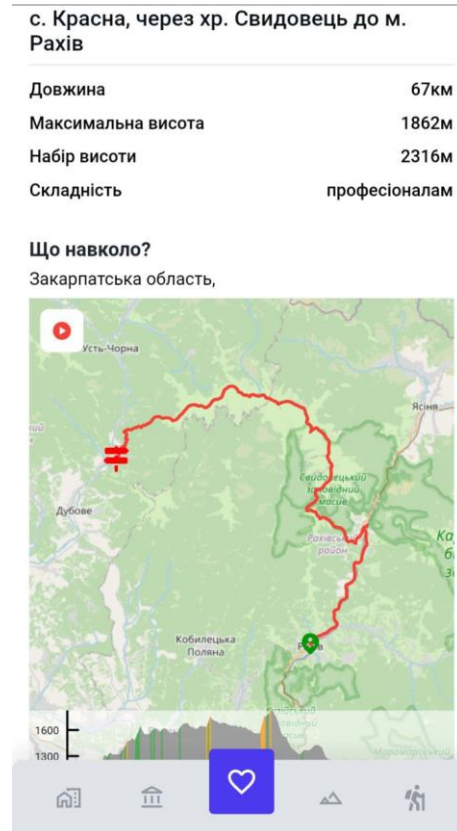 с. Красна, через хр. Свидовець до м.
Рахів
Довжина 67км
Максимальна висота 1862м
Набір висоти 2316м
Складність професіоналам
Що навколо?
Закарпатська область,
Усть-Чорна
Ясіня
Свидовецький
заповідний
масив
Дубове
Рахівський
район
Кобилецька
Поляна
1600
1300